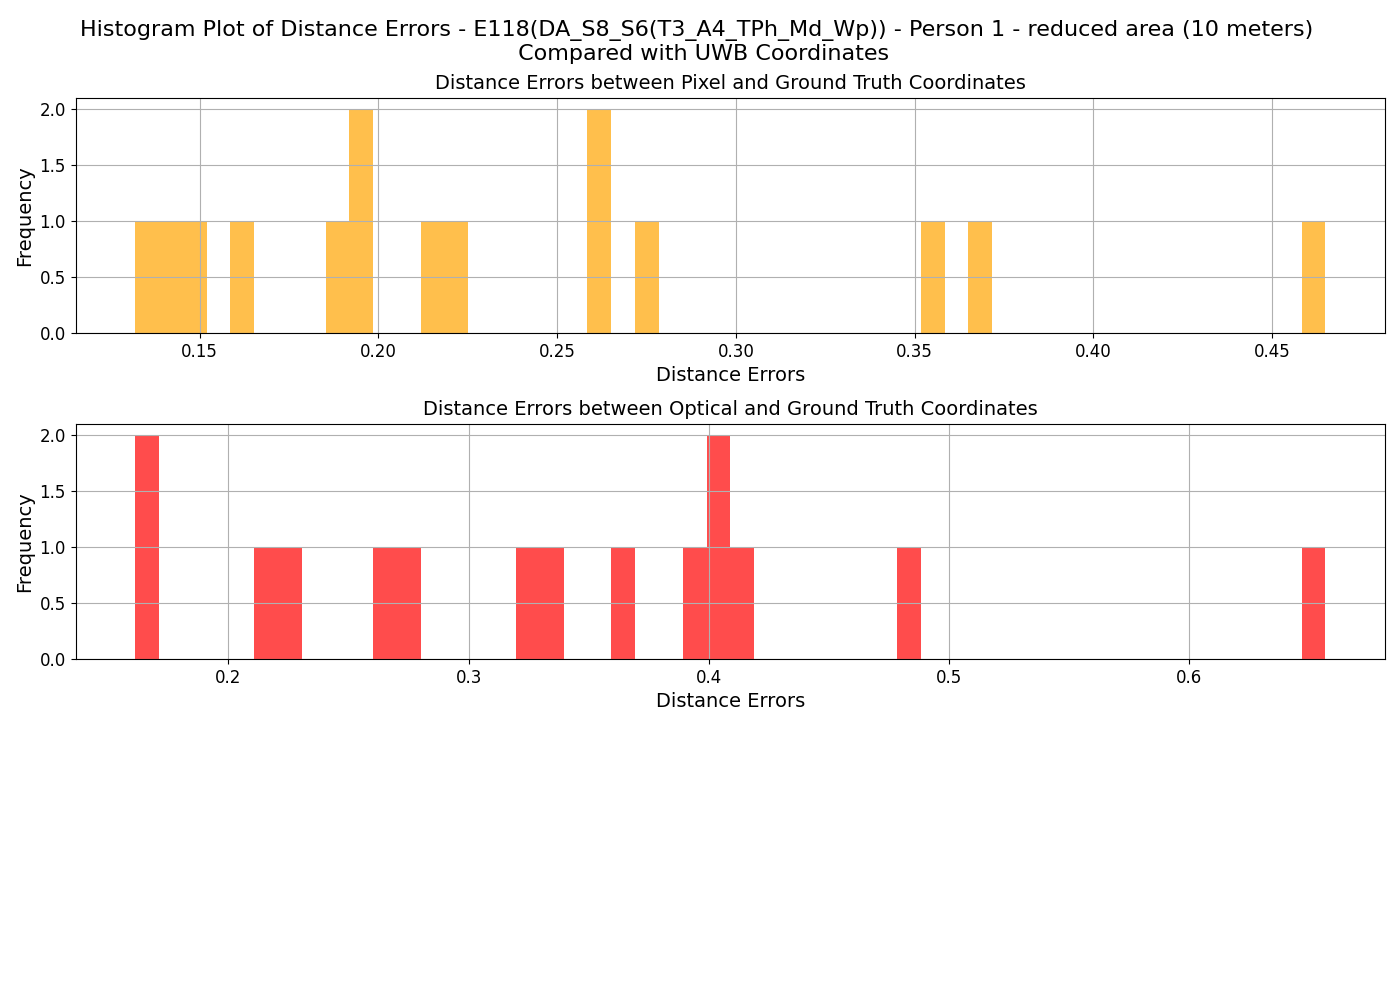 Histogram Plot of Distance Errors - E118(DA_S8_S6(T3_A4_TPh_Md_Wp)) - Person 1 - reduced area (10 meters)
Compared with UWB Coordinates
Distance Errors between Pixel and Ground Truth Coordinates
Frequency
2.0
1.5
1.0
0.5
0.0
0.15 0.20 0.25 0.30 0.35 0.40 0.45
Distance Errors
Distance Errors between Optical and Ground Truth Coordinates
Frequency
2.0
1.5
1.0
0.5
0.0
0.2 0.3 0.4 0.5 0.6
Distance Errors